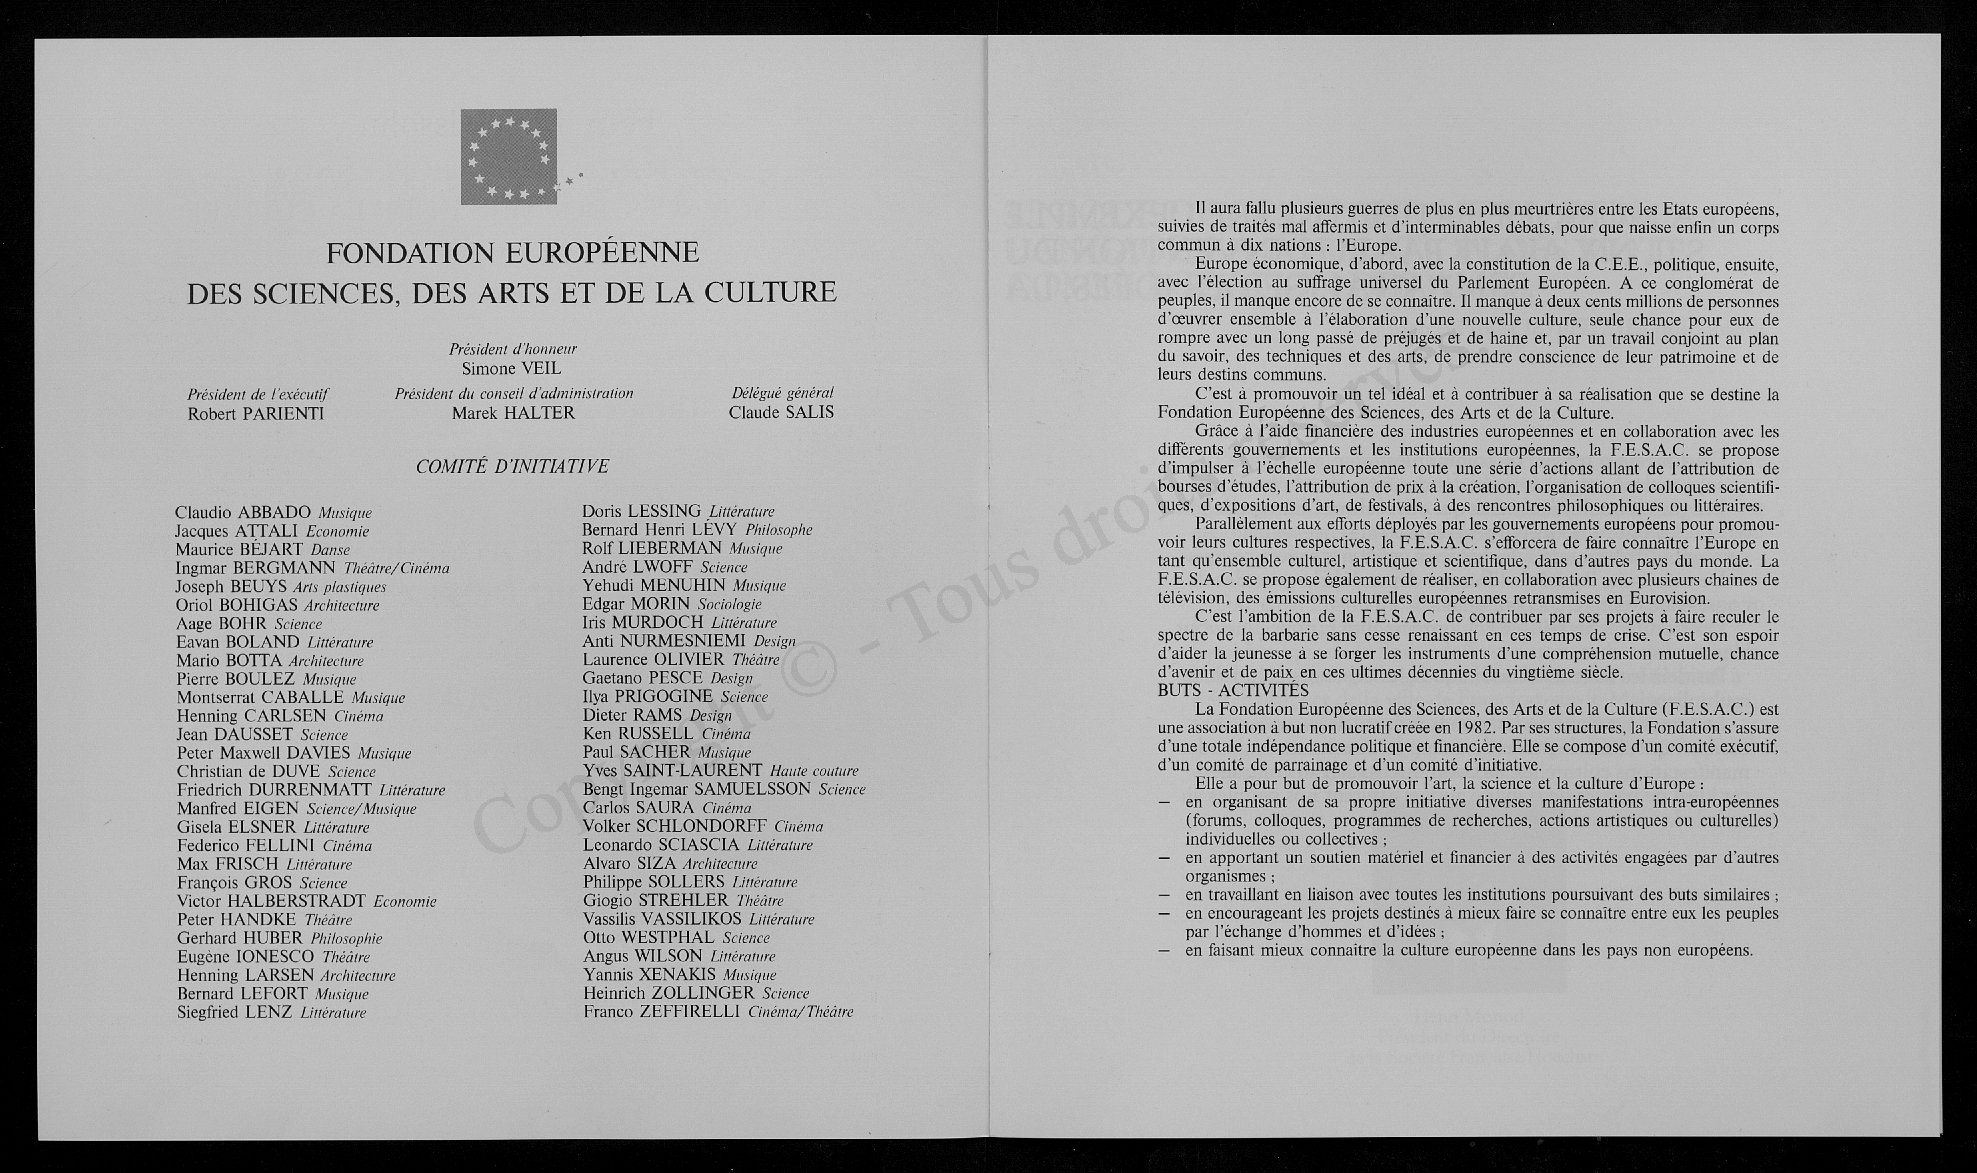 FONDATION EUROPÉENNE
DES SCIENCES, DES ARTS ET DE LA CULTURE
Président d'honneur
Simone VEIL
Président de l'exécutif
Robert PARIENTI
Président du conseil d'administration
Marek HALTER
Délégué général
Claude SALIS
COMITÉ D'INITIATIVE
Claudio ABBADO Musique
Jacques ATTALI Economie
Maurice BÉJART Danse
Ingmar BERGMANN Théâtre/Cinéma
Joseph BEUYS Arts plastiques
Oriol BOHIGAS Architecture
Aage BOHR Science
Eavan BOLAND Littérature
Mario BOTTA Architecture
Pierre BOULEZ Musique
Montserrat CABALLE Musique
Henning CARLSEN Cinéma
Jean DAUSSET Science
Peter Maxwell DAVIES Musique
Christian de DUVE Science
Friedrich DURRENMATT Littérature
Manfred EIGEN Science/Musique
Gisela ELSNER Littérature
Federico FELLINI Cinéma
Max FRISCH Littérature
François GROS Science
Victor HALBERSTRADT Economie
Peter HANDKE Théâtre
Gerhard HUBER Philosophie
Eugène IONESCO Théâtre
Henning LARSEN Architecture
Bernard LEFORT Musique
Siegfried LENZ Littérature
Doris LESSING Littérature
Bernard Henri LÉVY Philosophe
Rolf LIEBERMAN Musique
André LWOFF Science
Yehudi MENUHIN Musique
Edgar MORIN Sociologie
Iris MURDOCH Littérature
Anti NURMESNIEMI Design
Laurence OLIVIER Théâtre
Gaetano PESCE Design
Ilya PRIGOGINE Science
Dieter RAMS Design
Ken RUSSELL Cinéma
Paul SACHER Musique
Yves SAINT-LAURENT Haute couture
Bengt Ingemar SAMUELSSON Science
Carlos SAURA Cinéma
Volker SCHLONDORFF Cinéma
Leonardo SCIASCIA Littérature
Alvaro SIZA Architecture
Philippe SOLLERS Littérature
Giogio STREHLER Théâtre
Vassilis VASSILIKOS Littérature
Otto WESTPHAL Science
Angus WILSON Littérature
Yannis XENAKIS Musique
Heinrich ZOLLINGER Science
Franco ZEFFIRELLI Cinéma/Théâtre
Il aura fallu plusieurs guerres de plus en plus meurtrières entre les Etats européens,
suivies de traités mal affermis et d'interminables débats, pour que naisse enfin un corps
commun à dix nations : l'Europe.
Europe économique, d'abord, avec la constitution de la C.E.E., politique, ensuite,
avec l'élection au suffrage universel du Parlement Européen. A ce conglomérat de
peuples, il manque encore de se connaître. Il manque à deux cents millions de personnes
d'œuvrer ensemble à l'élaboration d'une nouvelle culture, seule chance pour eux de
rompre avec un long passé de préjugés et de haine et, par un travail conjoint au plan
du savoir, des techniques et des arts, de prendre conscience de leur patrimoine et de
leurs destins communs.
C'est à promouvoir un tel idéal et à contribuer à sa réalisation que se destine la
Fondation Européenne des Sciences, des Arts et de la Culture.
Grâce à l'aide financière des industries européennes et en collaboration avec les
différents gouvernements et les institutions européennes, la F.E.S.A.C. se propose
d'impulser à l'échelle européenne toute une série d'actions allant de l'attribution de
bourses d'études, l'attribution de prix à la création, l'organisation de colloques scientifi-
ques, d'expositions d'art, de festivals, à des rencontres philosophiques ou littéraires.
Parallèlement aux efforts déployés par les gouvernements européens pour promou-
voir leurs cultures respectives, la F.E.S.A.C. s'efforcera de faire connaître l'Europe en
tant qu'ensemble culturel, artistique et scientifique, dans d'autres pays du monde. La
F.E.S.A.C. se propose également de réaliser, en collaboration avec plusieurs chaînes de
télévision, des émissions culturelles européennes retransmises en Eurovision.
C'est l'ambition de la F.E.S.A.C. de contribuer par ses projets à faire reculer le
spectre de la barbarie sans cesse renaissant en ces temps de crise. C'est son espoir
d'aider la jeunesse à se forger les instruments d'une compréhension mutuelle, chance
d'avenir et de paix en ces ultimes décennies du vingtième siècle.
BUTS - ACTIVITÉS
La Fondation Européenne des Sciences, des Arts et de la Culture (F.E.S.A.C.) est
une association à but non lucratif créée en 1982. Par ses structures, la Fondation s'assure
d'une totale indépendance politique et financière. Elle se compose d'un comité exécutif,
d'un comité de parrainage et d'un comité d'initiative.
Elle a pour but de promouvoir l'art, la science et la culture d'Europe :
— en organisant de sa propre initiative diverses manifestations intra-européennes
(forums, colloques, programmes de recherches, actions artistiques ou culturelles)
individuelles ou collectives ;
— en apportant un soutien matériel et financier à des activités engagées par d'autres
organismes ;
— en travaillant en liaison avec toutes les institutions poursuivant des buts similaires ;
— en encourageant les projets destinés à mieux faire se connaître entre eux les peuples
par l'échange d'hommes et d'idées ;
— en faisant mieux connaitre la culture européenne dans les pays non européens.
Copyright © - Tous droits réservés